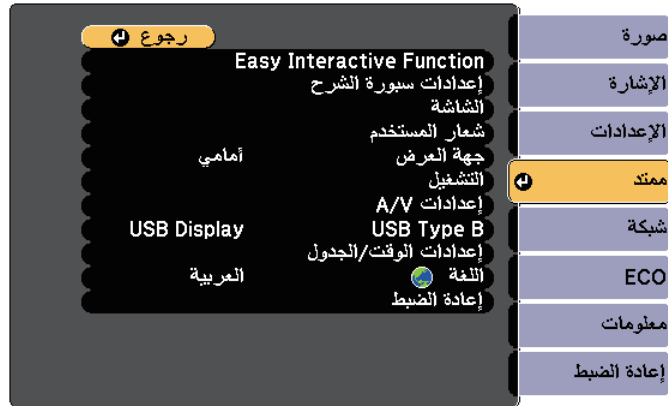 رجوع
Easy Interactive Function
إعدادات سبورة الشرح
الشاشة
شعار المستخدم
جهة العرض أمامي
التشغيل
إعدادات A/V
USB Type B USB Display
إعدادات الوقت/الجدول
اللغة العربية
إعادة الضبط
صورة
الإشارة
الإعدادات
ممتد
شبكة
ECO
معلومات
إعادة الضبط